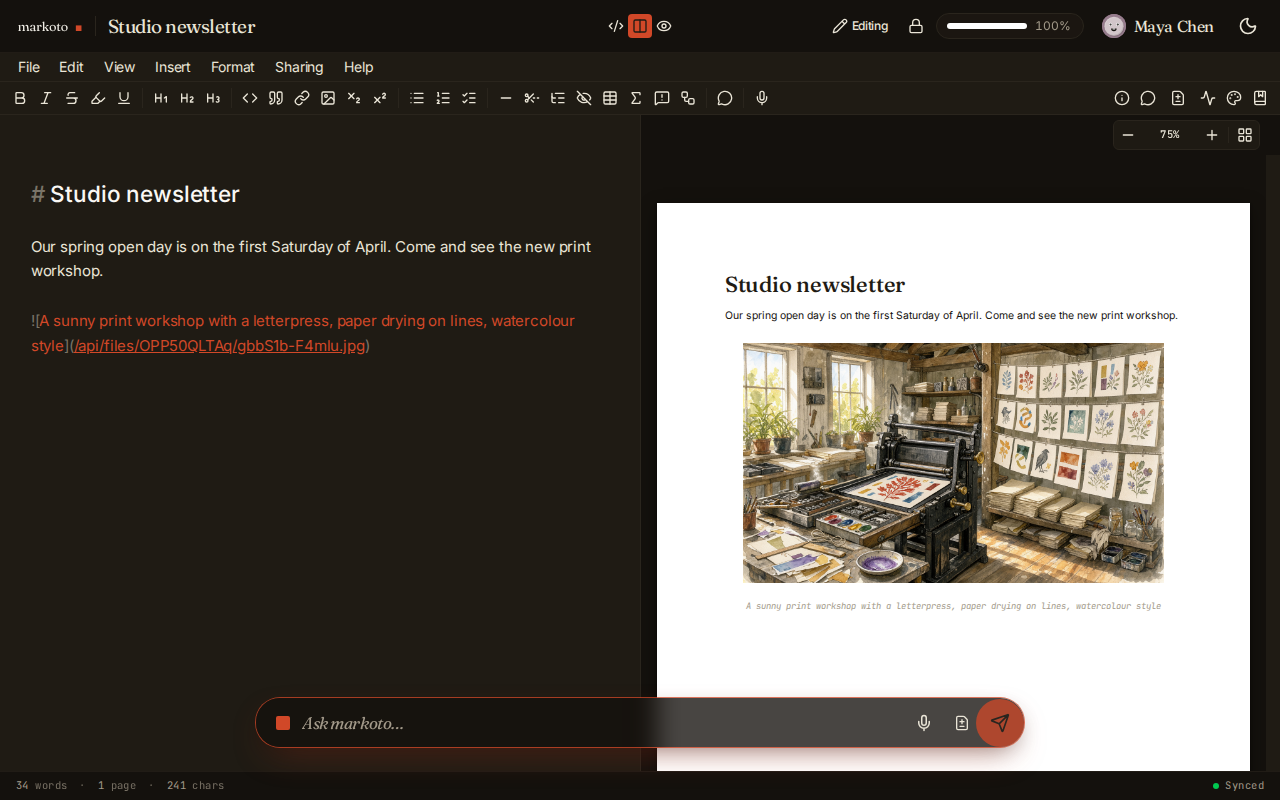 markoto
Studio newsletter
Editing
100%
Maya Chen
File Edit View Insert Format Sharing Help
H1 H2 H3
75%
# Studio newsletter
Our spring open day is on the first Saturday of April. Come and see the new print
workshop.
![A sunny print workshop with a letterpress, paper drying on lines, watercolour
style](/api/files/OPP50QLTAq/gbbS1b-F4mlu.jpg)
Studio newsletter
Our spring open day is on the first Saturday of April. Come and see the new print workshop.
A sunny print workshop with a letterpress, paper drying on lines, watercolour style
Ask markoto...
34 words · 1 page · 241 chars
Synced